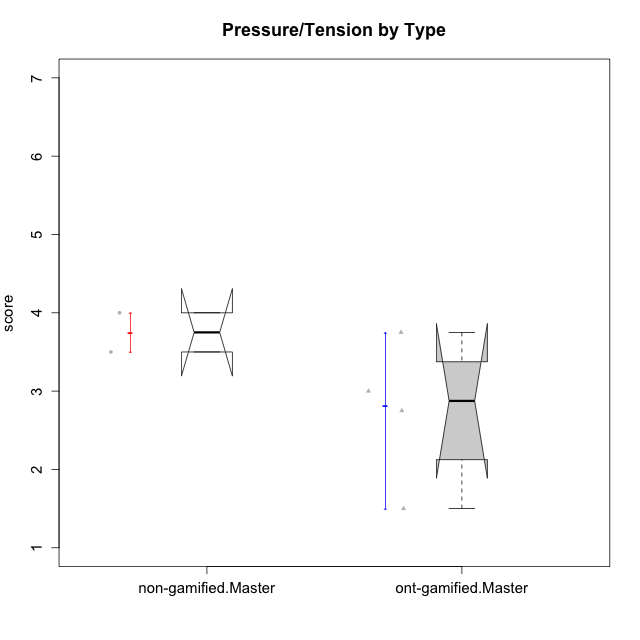 Pressure/Tension by Type
7
6
5
4
3
2
1
score
non-gamified.Master
ont-gamified.Master